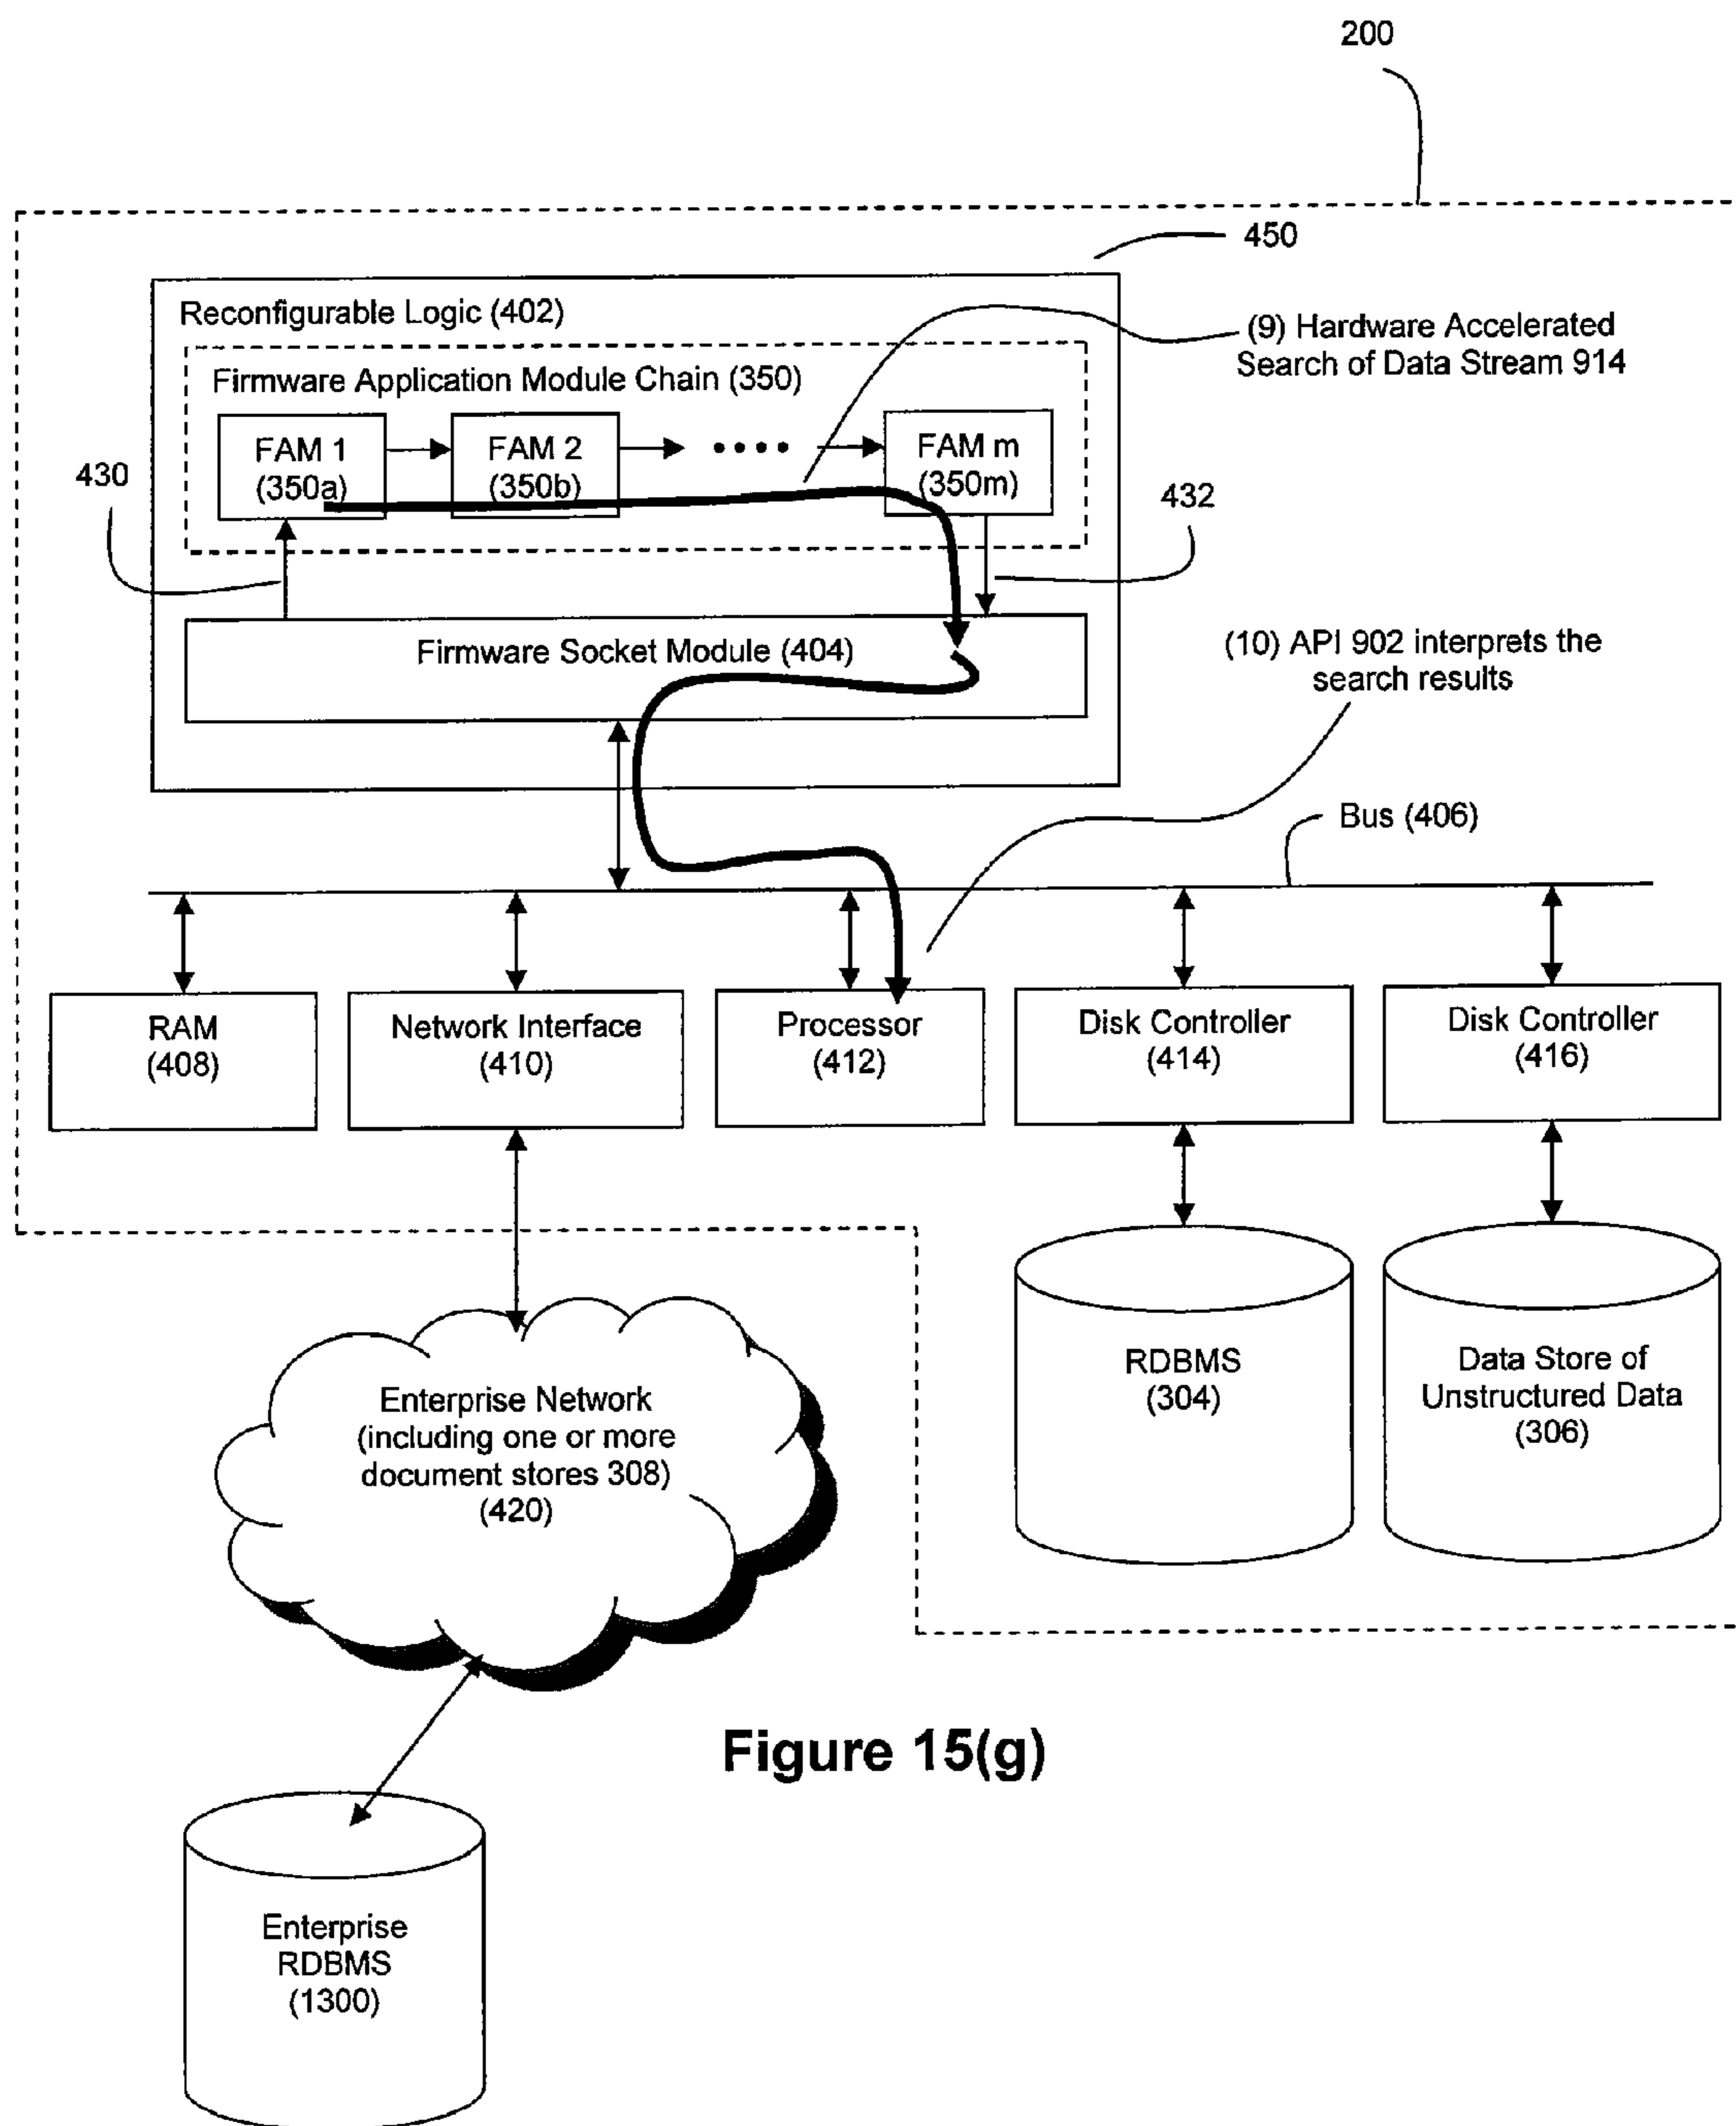 200
450
Reconfigurable Logic (402)
(9) Hardware Accelerated
Search of Data Stream 914
Firmware Application Module Chain (350)
FAM 1
(350a)
FAM 2
(350b)
FAM m
(350m)
430
432
Firmware Socket Module (404)
(10) API 902 interprets the
search results
Bus (406)
RAM
(408)
Network Interface
(410)
Processor
(412)
Disk Controller
(414)
Disk Controller
(416)
Enterprise Network
(including one or more
document stores 308)
(420)
RDBMS
(304)
Data Store of
Unstructured Data
(306)
Figure 15(g)
Enterprise
RDBMS
(1300)